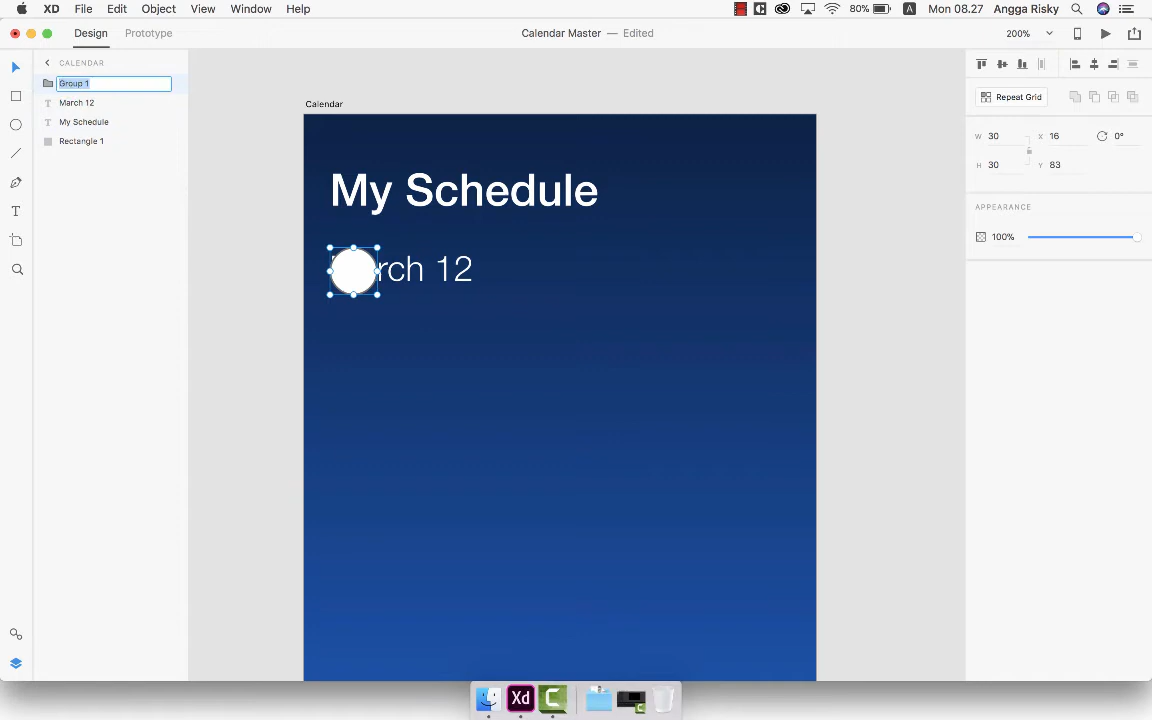 XD File Edit Object View Window Help
80% A Mon 08.27 Angga Risky
Design Prototype
Calendar Master — Edited
200%
CALENDAR
Group 1
March 12
My Schedule
Rectangle 1
T
Calendar
My Schedule
rch 12
Repeat Grid
W 30 X 16 0°
H 30 Y 83
APPEARANCE
100%
Xd C